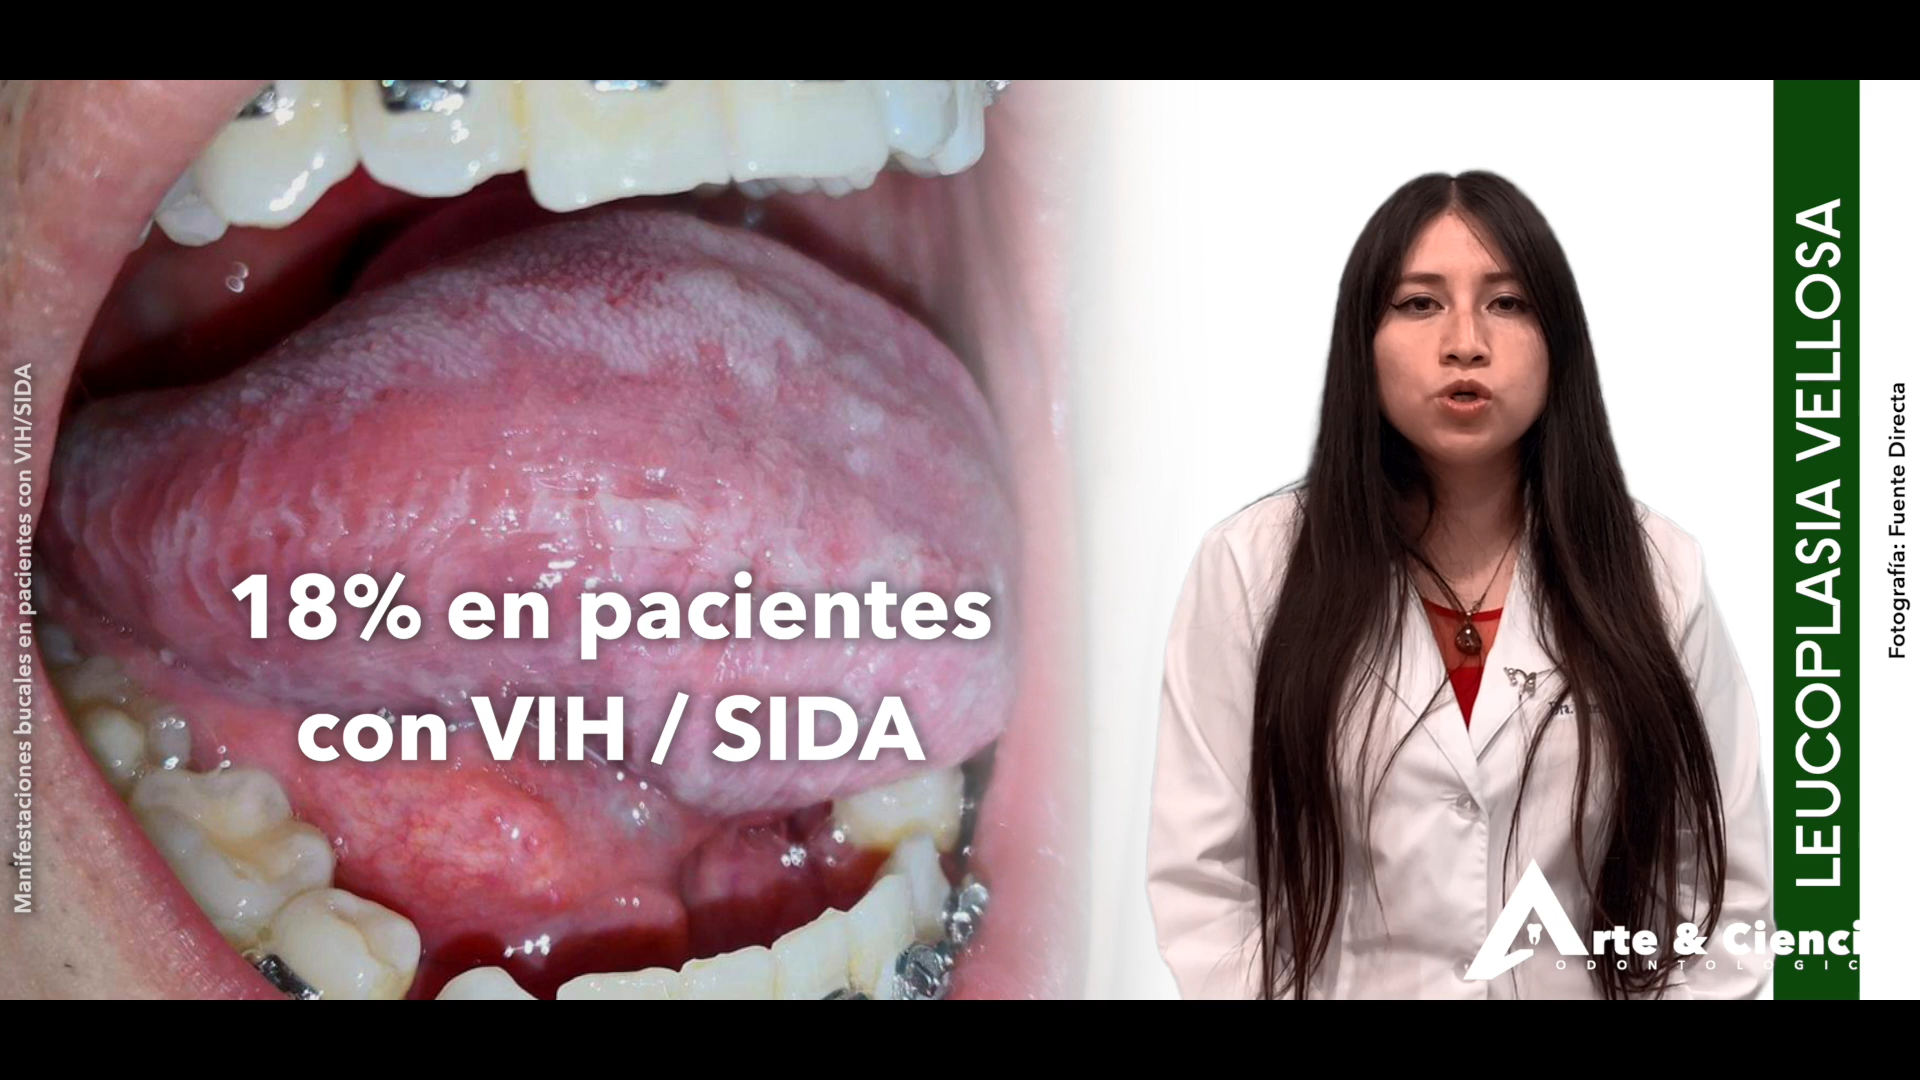 Manifestaciones bucales en pacientes con VIH/SIDA
18% en pacientes
con VIH / SIDA
LEUCOPLASIA VELLOSA
Fotografía: Fuente Directa
Dra.
Arte & Cienci
ODONTOLOGIC